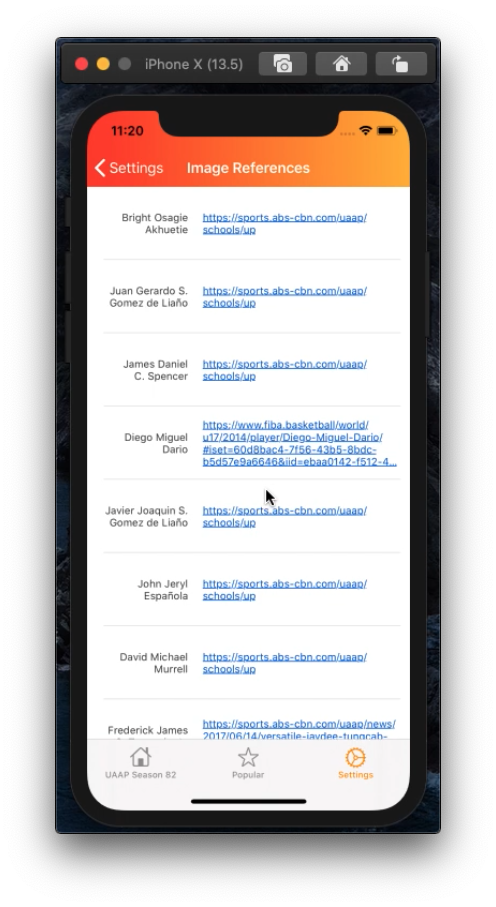 iPhone X (13.5)
11:20
Settings
Image References
Bright Osagie
Akhuetie
https://sports.abs-cbn.com/uaap/
schools/up
Juan Gerardo S.
Gomez de Liaño
https://sports.abs-cbn.com/uaap/
schools/up
James Daniel
C. Spencer
https://sports.abs-cbn.com/uaap/
schools/up
Diego Miguel
Dario
https://www.fiba.basketball/world/
u17/2014/player/Diego-Miguel-Dario/
#iset=60d8bac4-7f56-43b5-8bdc-
b5d57e9a6646&iid=ebaa0142-f512-4...
Javier Joaquin S.
Gomez de Liaño
https://sports.abs-cbn.com/uaap/
schools/up
John Jeryl
Española
https://sports.abs-cbn.com/uaap/
schools/up
David Michael
Murrell
https://sports.abs-cbn.com/uaap/
schools/up
Frederick James
https://sports.abs-cbn.com/uaap/news/
2017/06/14/versatile-jaydee-tungcab-
UAAP Season 82
Popular
Settings